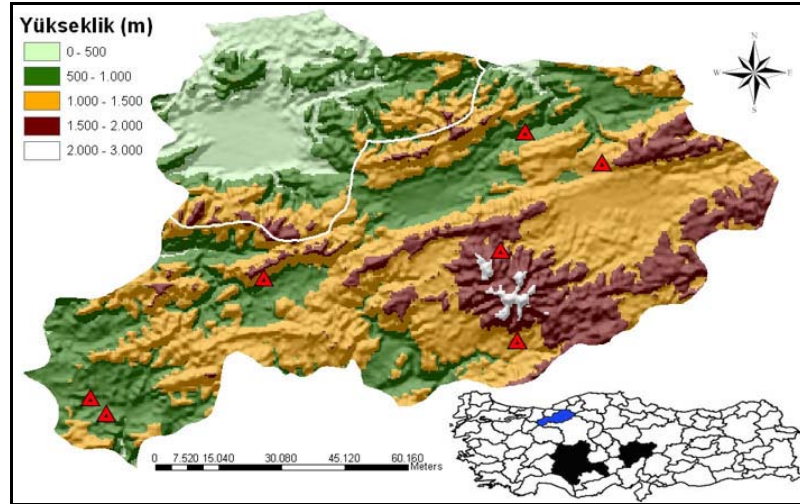 Yükseklik (m)
0 - 500
500 - 1.000
1.000 - 1.500
1.500 - 2.000
2.000 - 3.000
N
W E
S
0 7.520 15.040 30.080 45.120 60.160
Meters